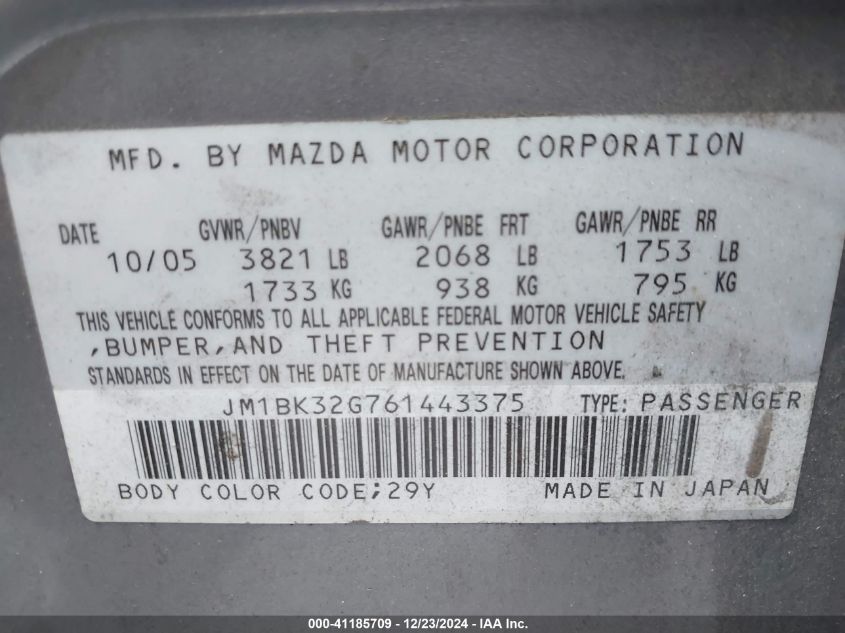 MFD. BY MAZDA MOTOR CORPORATION
DATE GVWR/PNBV GAWR/PNBE FRT GAWR/PNBE RR
10/05 3821 LB 2068 LB 1753 LB
1733 KG 938 KG 795 KG
THIS VEHICLE CONFORMS TO ALL APPLICABLE FEDERAL MOTOR VEHICLE SAFETY
,BUMPER,AND THEFT PREVENTION
STANDARDS IN EFFECT ON THE DATE OF MANUFACTURE SHOWN ABOVE.
JM1BK32G761443375 TYPE: PASSENGER
BODY COLOR CODE;29Y MADE IN JAPAN
000-41185709 - 12/23/2024 - IAA Inc.